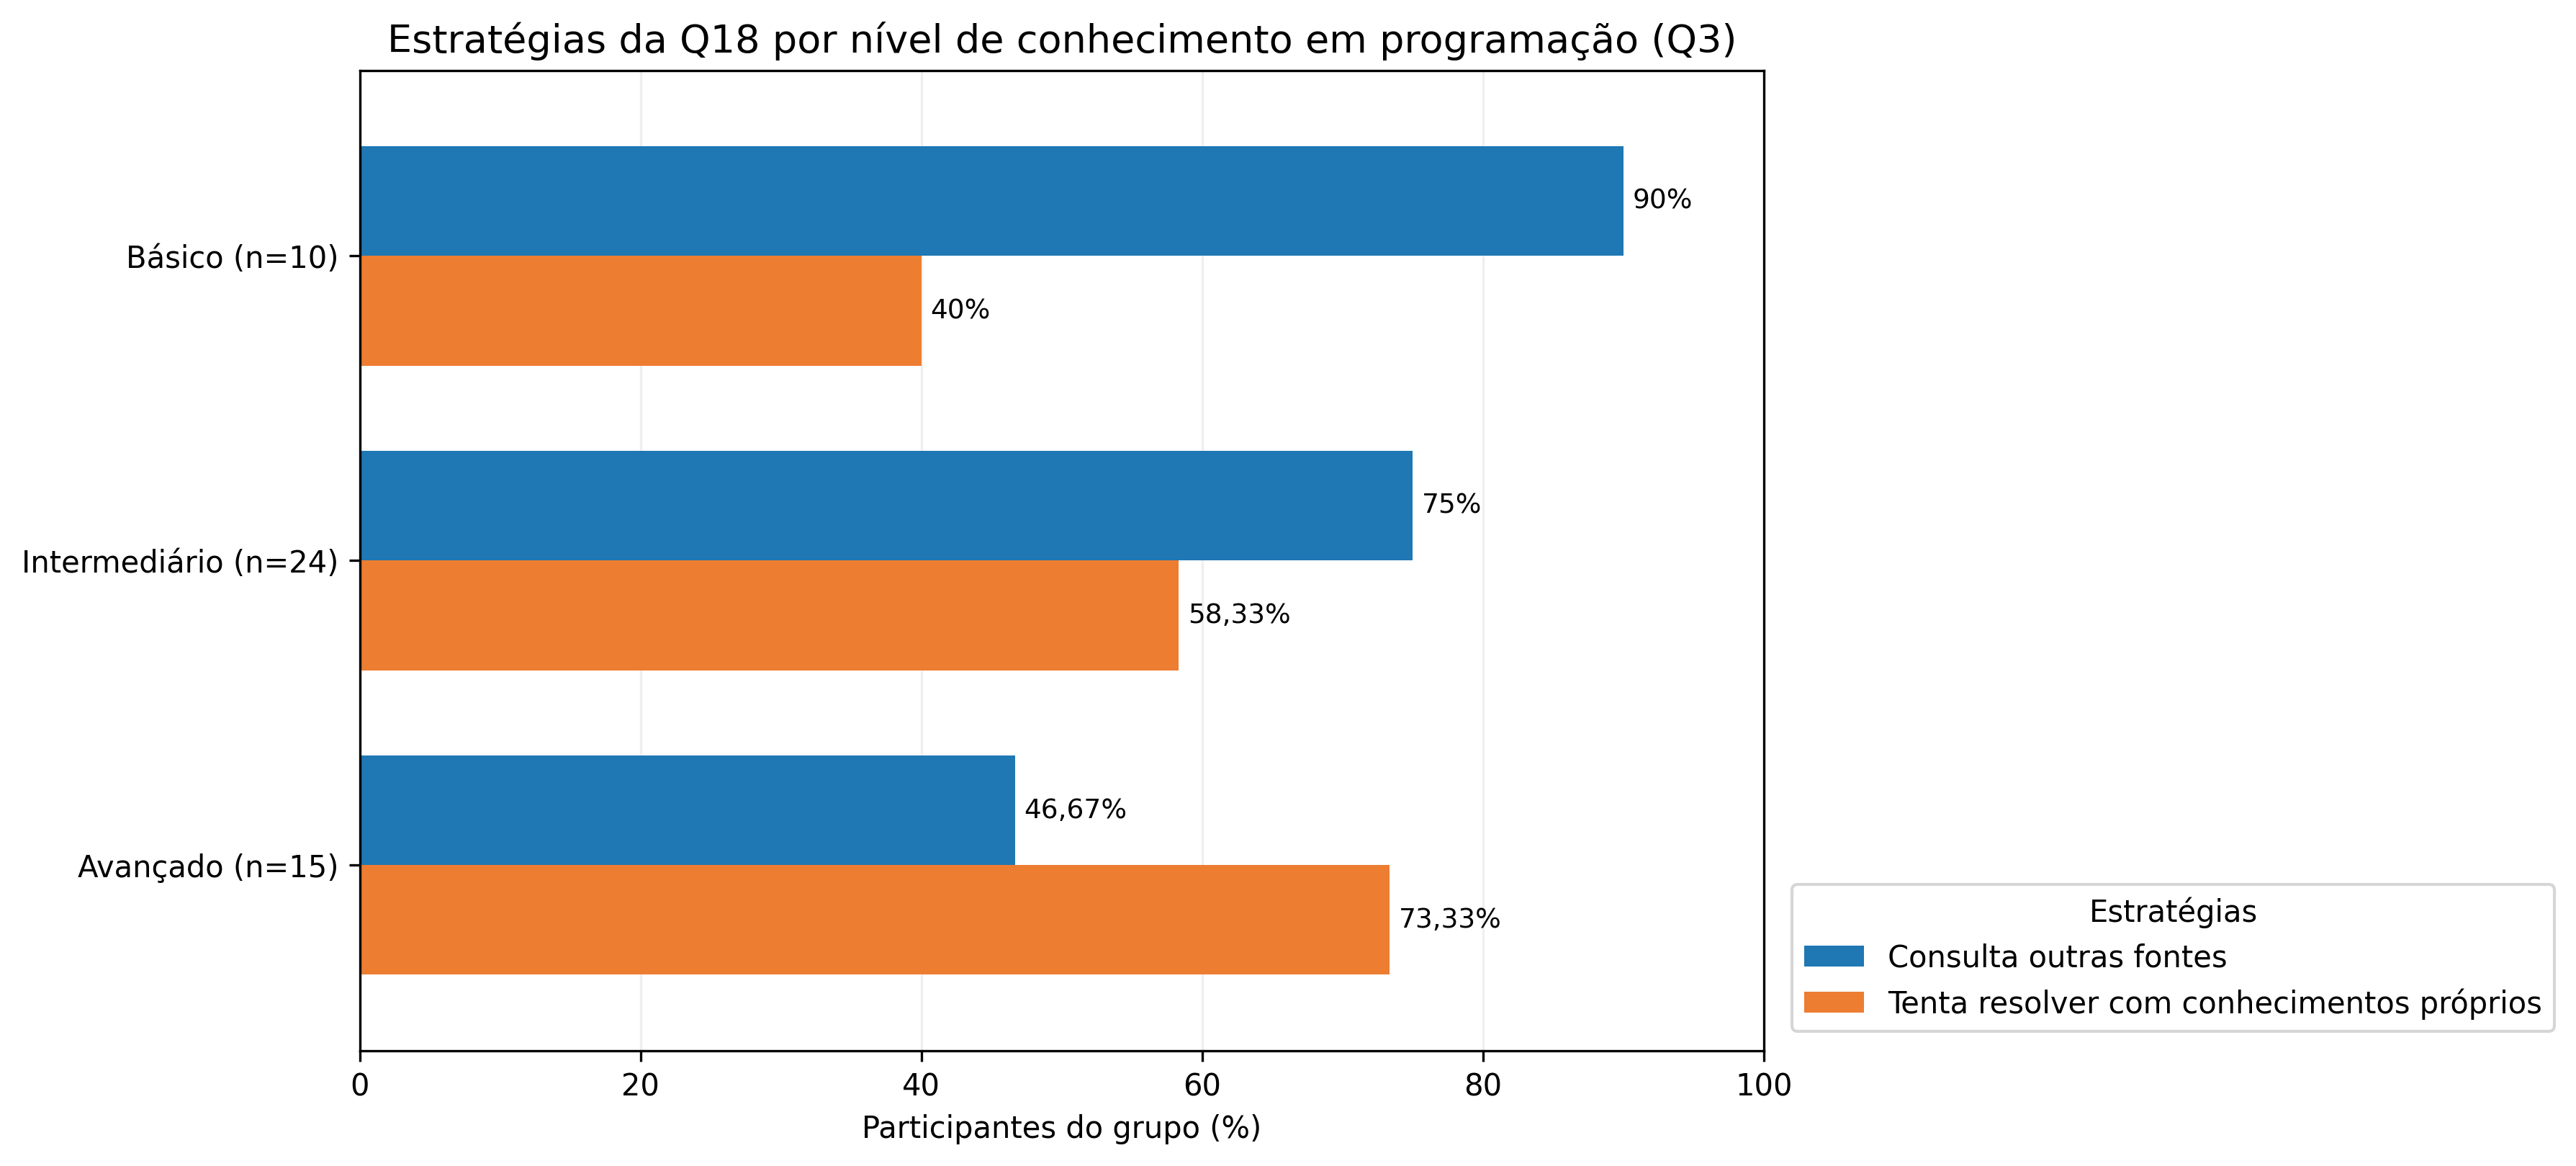 Estratégias da Q18 por nível de conhecimento em programação (Q3)
Básico (n=10)
90%
40%
Intermediário (n=24)
75%
58,33%
Avançado (n=15)
46,67%
73,33%
0 20 40 60 80 100
Participantes do grupo (%)
Estratégias
Consulta outras fontes
Tenta resolver com conhecimentos próprios